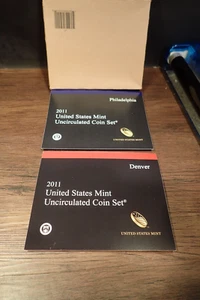 Philadelphia
2011
United States Mint
Uncirculated Coin Set®
UNITED STATES MINT
Denver
2011
United States Mint
Uncirculated Coin Set®
UNITED STATES MINT